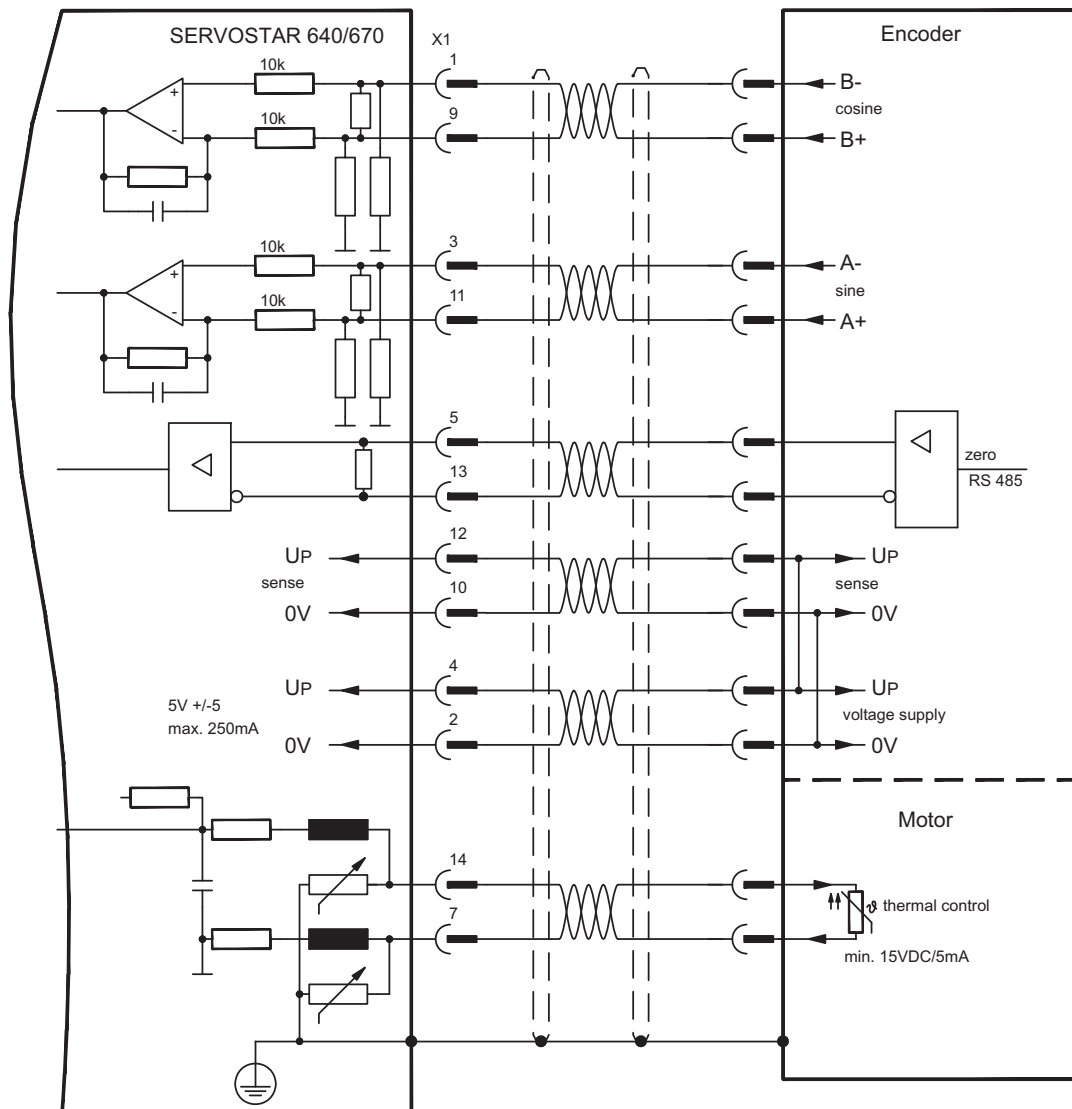 SERVOSTAR 640/670
X1
Encoder
10k
1
B-
+
cosine
-
10k
9
B+
10k
3
A-
+
sine
-
10k
11
A+
5
zero
13
RS 485
UP
12
UP
sense
sense
0V
10
0V
5V +/-5
max. 250mA
UP
4
UP
voltage supply
0V
2
0V
Motor
14
ϑ thermal control
7
min. 15VDC/5mA